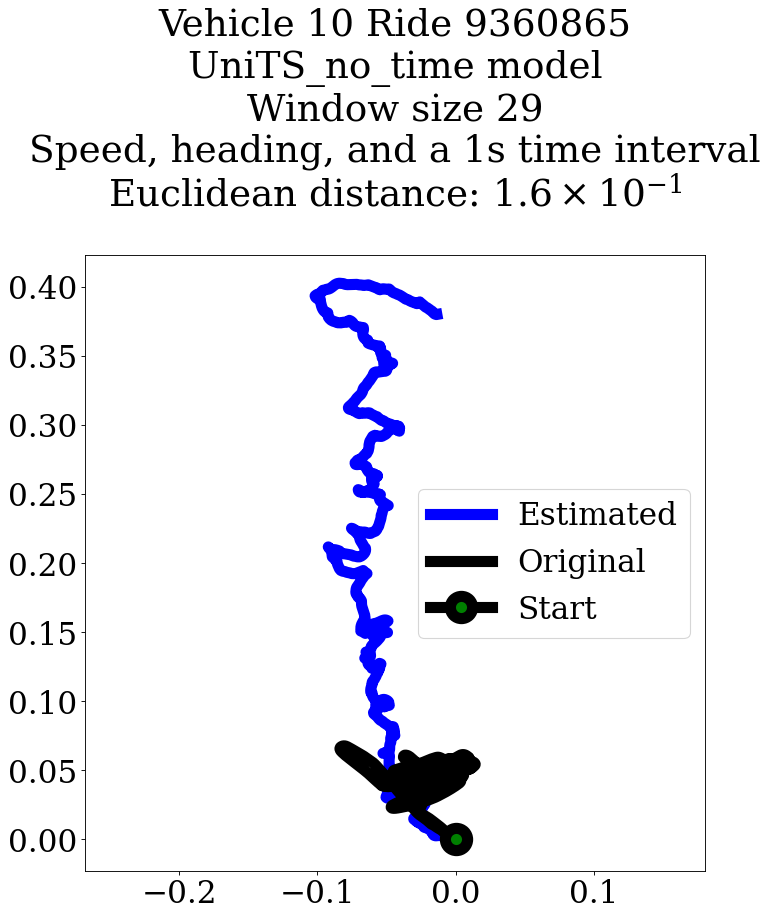 Vehicle 10 Ride 9360865
UniTS_no_time model
Window size 29
Speed, heading, and a 1s time interval
Euclidean distance: 1.6 × 10⁻¹
0.40
0.35
0.30
0.25
0.20
0.15
0.10
0.05
0.00
Estimated
Original
Start
−0.2
−0.1
0.0
0.1